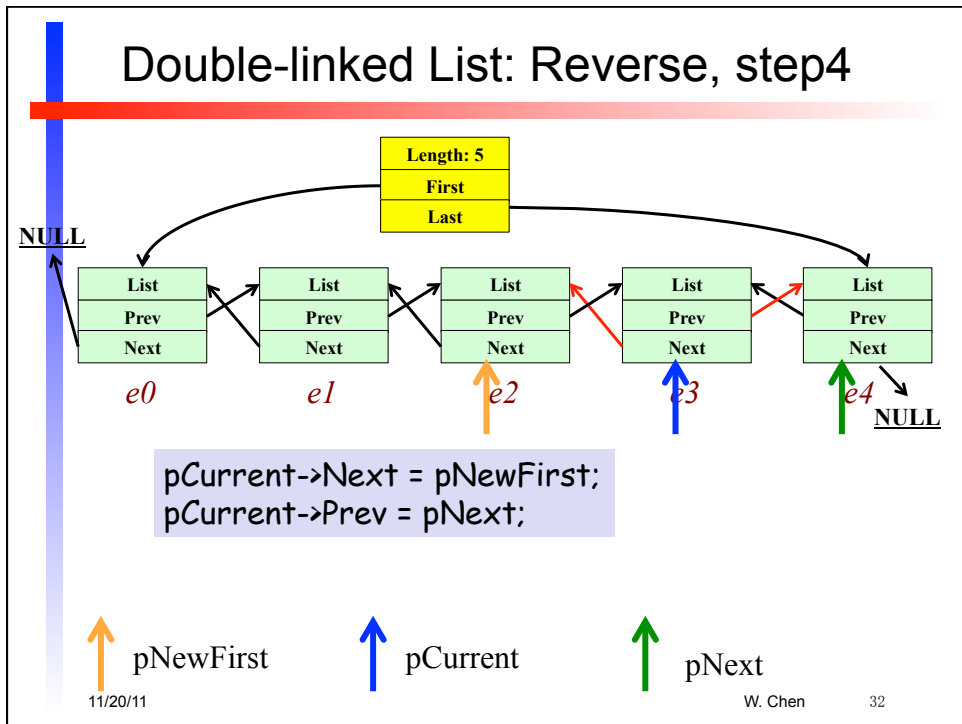 Double-linked List: Reverse, step4
Length: 5
First
Last
NULL
List List List List List
Prev Prev Prev Prev Prev
Next Next Next Next Next
e0 e1 e2 e3 e4
NULL
pCurrent->Next = pNewFirst;
pCurrent->Prev = pNext;
pNewFirst pCurrent pNext
11/20/11 W. Chen 32